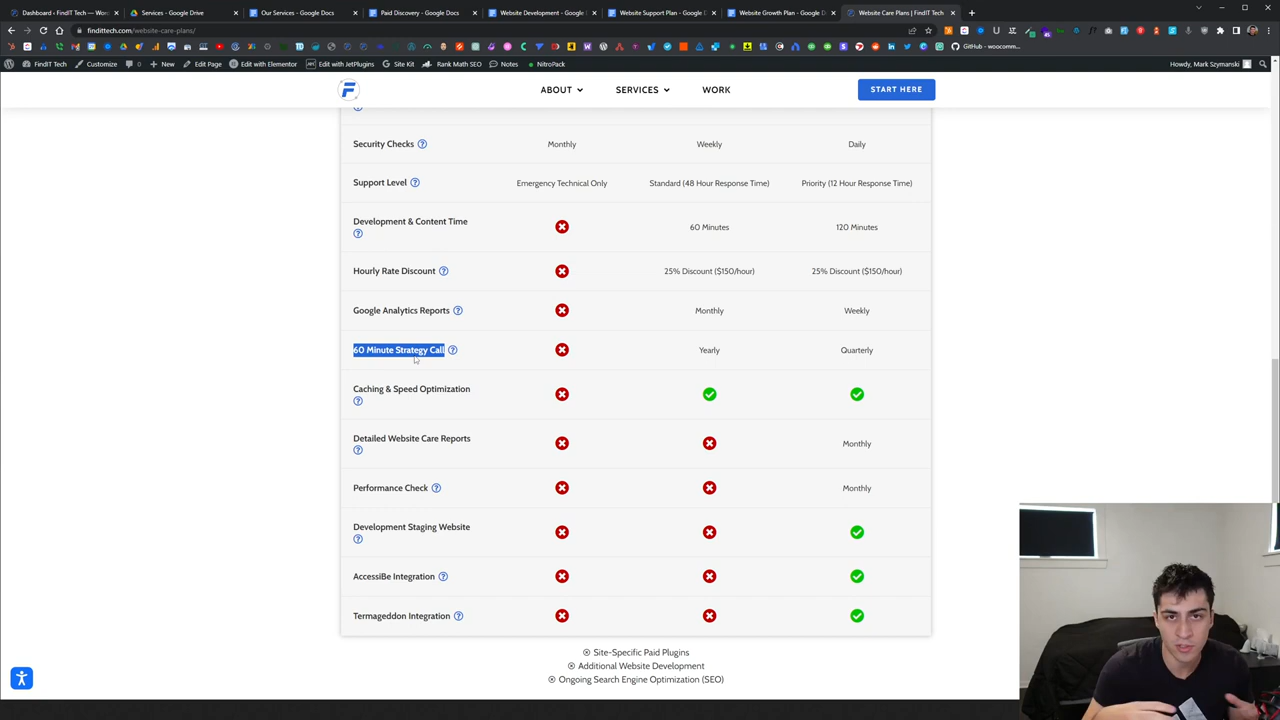 Dashboard ‹ FindIT Tech — Wor
Services - Google Drive
Our Services - Google Docs
Paid Discovery - Google Docs
Website Development - Google
Website Support Plan - Google D
Website Growth Plan - Google D
Website Care Plans | FindIT Tech
findittech.com/website-care-plans/
GitHub - woocomm...
FindIT Tech
Customize
0
New
Edit Page
Edit with Elementor
Edit with JetPlugins
Site Kit
Rank Math SEO
Notes
NitroPack
Howdy, Mark Szymanski
ABOUT
SERVICES
WORK
START HERE
Security Checks
Monthly
Weekly
Daily
Support Level
Emergency Technical Only
Standard (48 Hour Response Time)
Priority (12 Hour Response Time)
Development & Content Time
60 Minutes
120 Minutes
Hourly Rate Discount
25% Discount ($150/hour)
25% Discount ($150/hour)
Google Analytics Reports
Monthly
Weekly
60 Minute Strategy Call
Yearly
Quarterly
Caching & Speed Optimization
Detailed Website Care Reports
Monthly
Performance Check
Monthly
Development Staging Website
AccessiBe Integration
Termageddon Integration
Site-Specific Paid Plugins
Additional Website Development
Ongoing Search Engine Optimization (SEO)